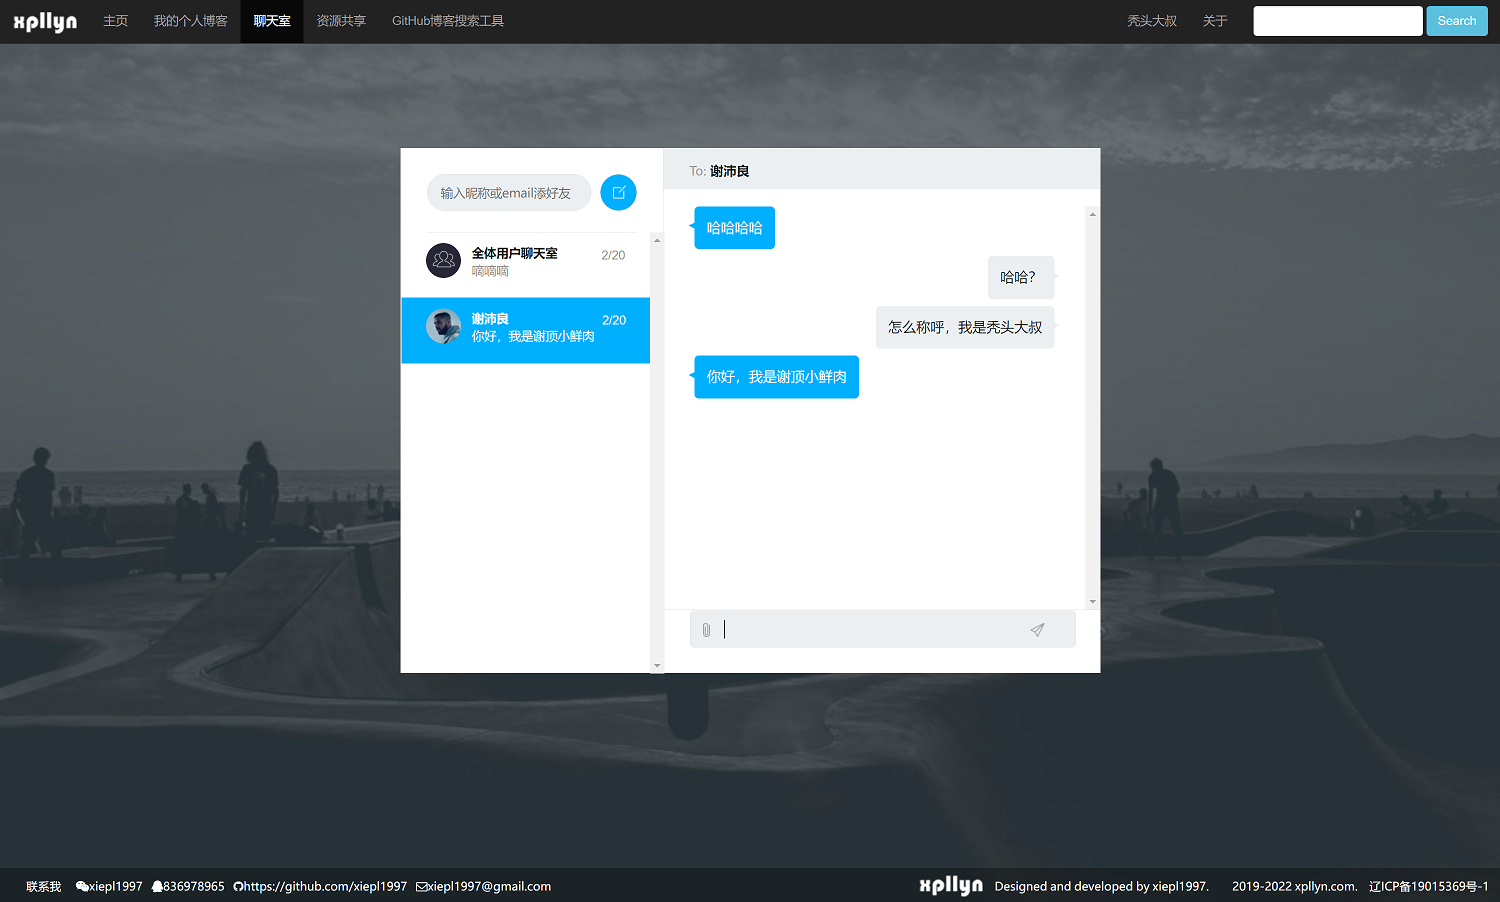 xpllyn 主页 我的个人博客 聊天室 资源共享 GitHub博客搜索工具 秃头大叔 关于 Search
输入昵称或email添好友
全体用户聊天室 2/20
嘀嘀嘀
谢沛良 2/20
你好，我是谢顶小鲜肉
To: 谢沛良
哈哈哈哈
哈哈？
怎么称呼，我是秃头大叔
你好，我是谢顶小鲜肉
联系我 xiepl1997 836978965 https://github.com/xiepl1997 xiepl1997@gmail.com xpllyn Designed and developed by xiepl1997. 2019-2022 xpllyn.com. 辽ICP备19015369号-1